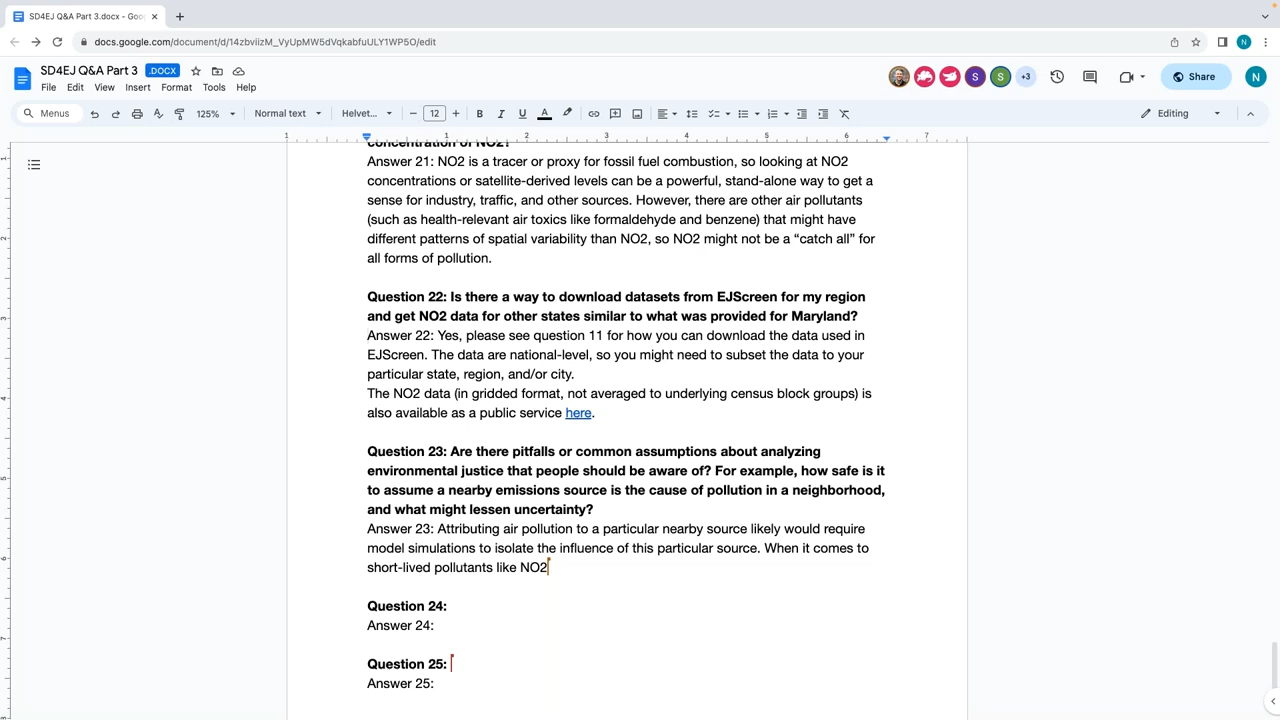 SD4EJ Q&A Part 3.docx - Goo
docs.google.com/document/d/14zbviizM_VyUpMW5dVqkabfuULY1WP5O/edit
N
SD4EJ Q&A Part 3 .DOCX
File Edit View Insert Format Tools Help
S S +3 Share N
Menus 125% Normal text Helvet... 12 B I U A Editing
1 1 2 3 4 5 6 7
concentration of NO2?
Answer 21: NO2 is a tracer or proxy for fossil fuel combustion, so looking at NO2
concentrations or satellite-derived levels can be a powerful, stand-alone way to get a
sense for industry, traffic, and other sources. However, there are other air pollutants
(such as health-relevant air toxics like formaldehyde and benzene) that might have
different patterns of spatial variability than NO2, so NO2 might not be a “catch all” for
all forms of pollution.
Question 22: Is there a way to download datasets from EJScreen for my region
and get NO2 data for other states similar to what was provided for Maryland?
Answer 22: Yes, please see question 11 for how you can download the data used in
EJScreen. The data are national-level, so you might need to subset the data to your
particular state, region, and/or city.
The NO2 data (in gridded format, not averaged to underlying census block groups) is
also available as a public service here.
Question 23: Are there pitfalls or common assumptions about analyzing
environmental justice that people should be aware of? For example, how safe is it
to assume a nearby emissions source is the cause of pollution in a neighborhood,
and what might lessen uncertainty?
Answer 23: Attributing air pollution to a particular nearby source likely would require
model simulations to isolate the influence of this particular source. When it comes to
short-lived pollutants like NO2
Question 24:
Answer 24:
Question 25:
Answer 25: